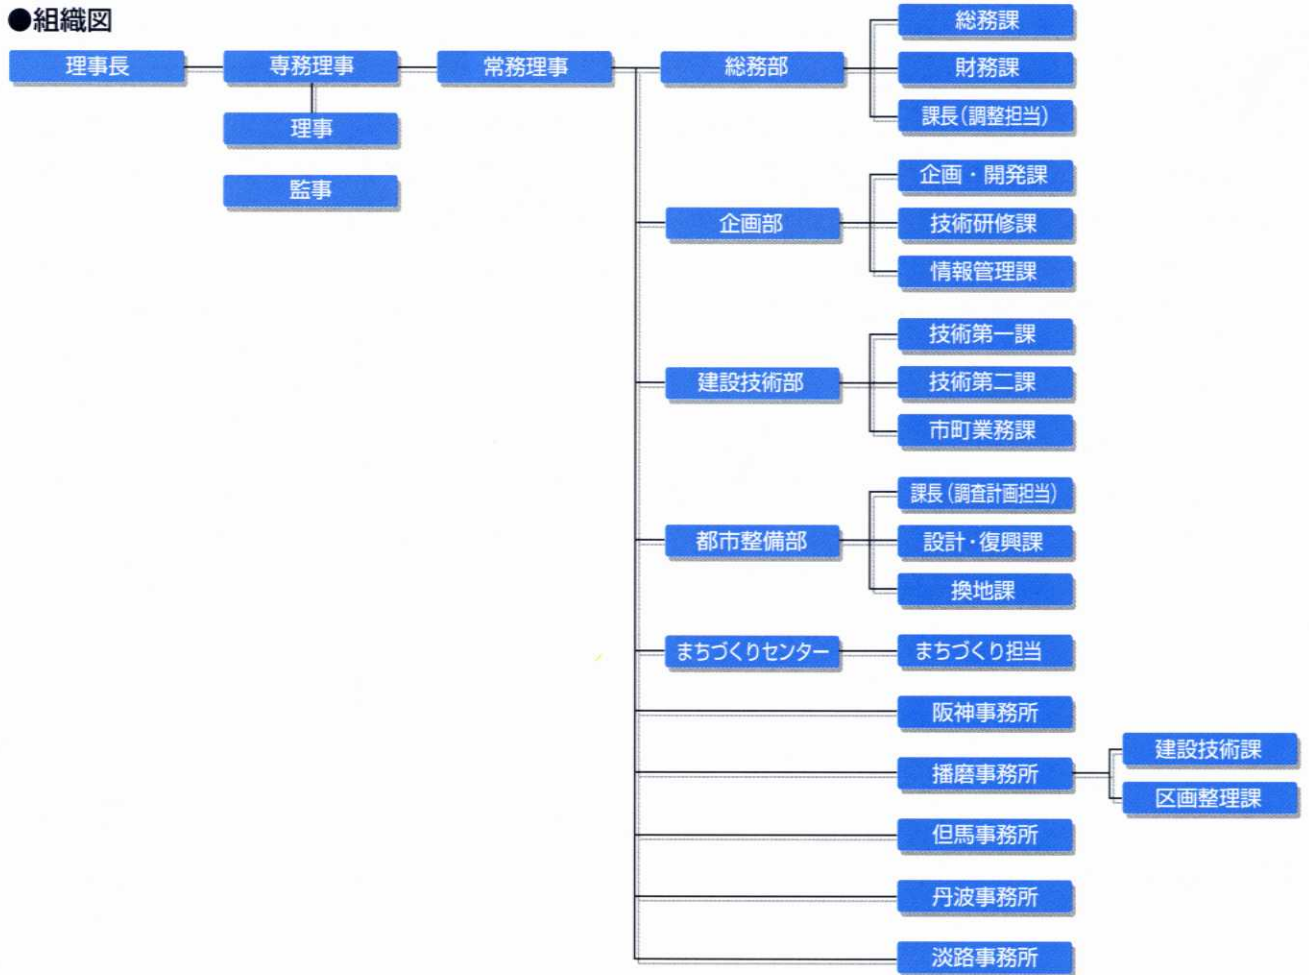 ●組織図
理事長
専務理事
理事
監事
常務理事
総務部
総務課
財務課
課長(調整担当)
企画部
企画・開発課
技術研修課
情報管理課
建設技術部
技術第一課
技術第二課
市町業務課
都市整備部
課長(調査計画担当)
設計・復興課
換地課
まちづくりセンター
まちづくり担当
阪神事務所
播磨事務所
建設技術課
区画整理課
但馬事務所
丹波事務所
淡路事務所